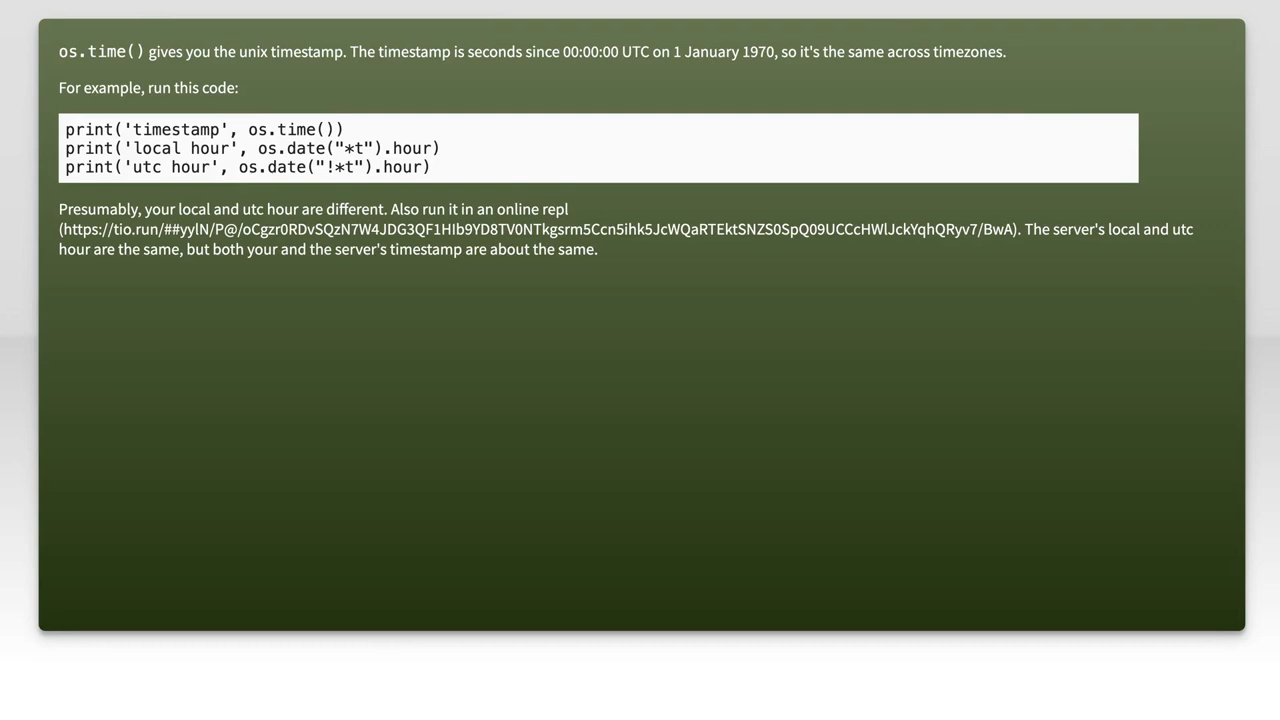 os.time() gives you the unix timestamp. The timestamp is seconds since 00:00:00 UTC on 1 January 1970, so it's the same across timezones.
For example, run this code:
print('timestamp', os.time())
print('local hour', os.date("*t").hour)
print('utc hour', os.date("!*t").hour)
Presumably, your local and utc hour are different. Also run it in an online repl
(https://tio.run/##yylN/P@/oCgzr0RDvSQzN7W4JDG3QF1HIb9YD8TV0NTkgsrm5Ccn5ihk5JcWQaRTEktSNZS0SpQ09UCCcHWlJckYqhQRyv7/BwA). The server's local and utc
hour are the same, but both your and the server's timestamp are about the same.